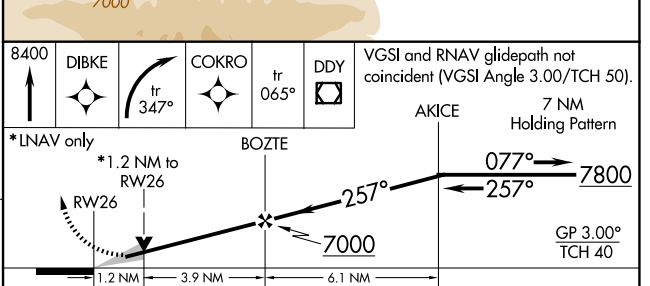 7000
8400
DIBKE
tr
347°
COKRO
tr
065°
DDY
VGSI and RNAV glidepath not
coincident (VGSI Angle 3.00/TCH 50).
*LNAV only
*1.2 NM to
RW26
RW26
BOZTE
AKICE
7 NM
Holding Pattern
077°
257°
7800
257°
7000
GP 3.00°
TCH 40
1.2 NM
3.9 NM
6.1 NM